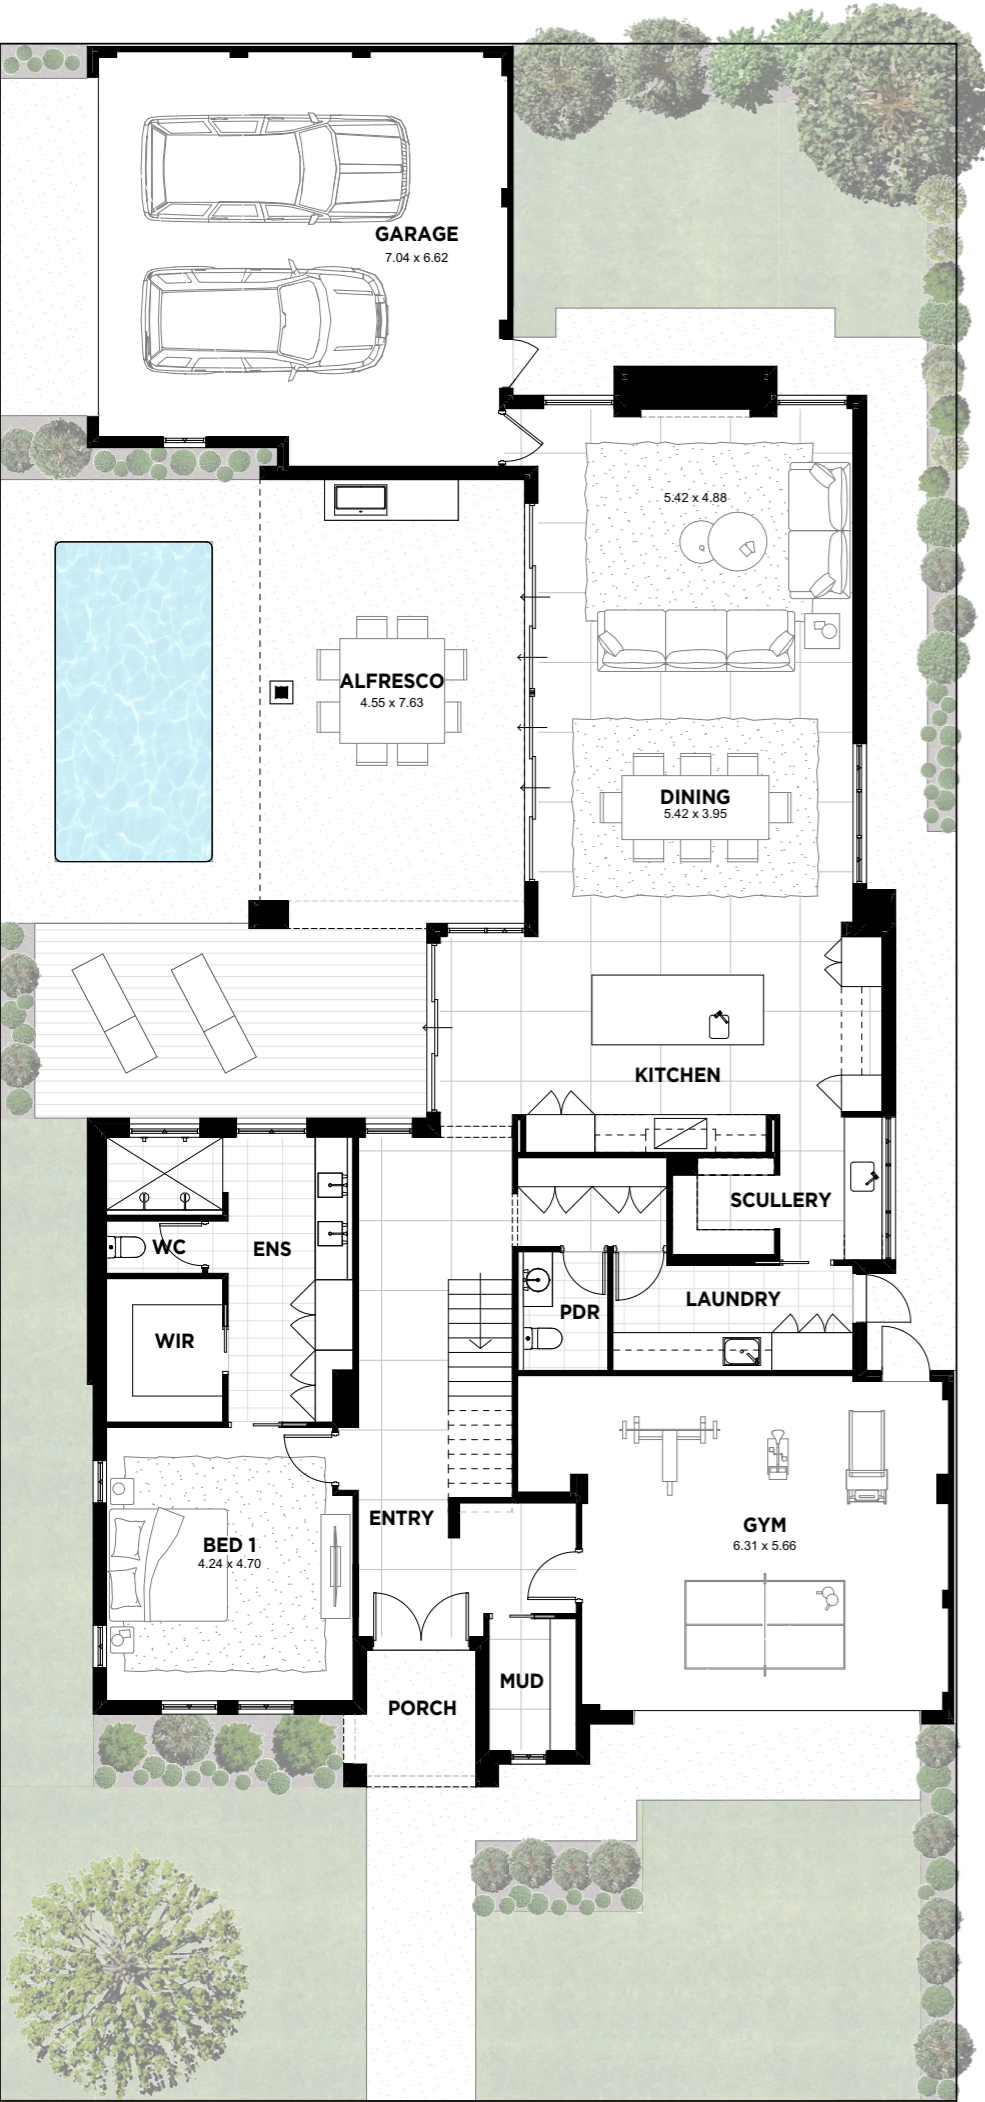 GARAGE
7.04 x 6.62
5.42 x 4.88
ALFRESCO
4.55 x 7.63
DINING
5.42 x 3.95
KITCHEN
SCULLERY
WC
ENS
LAUNDRY
PDR
WIR
ENTRY
GYM
6.31 x 5.66
BED 1
4.24 x 4.70
MUD
PORCH